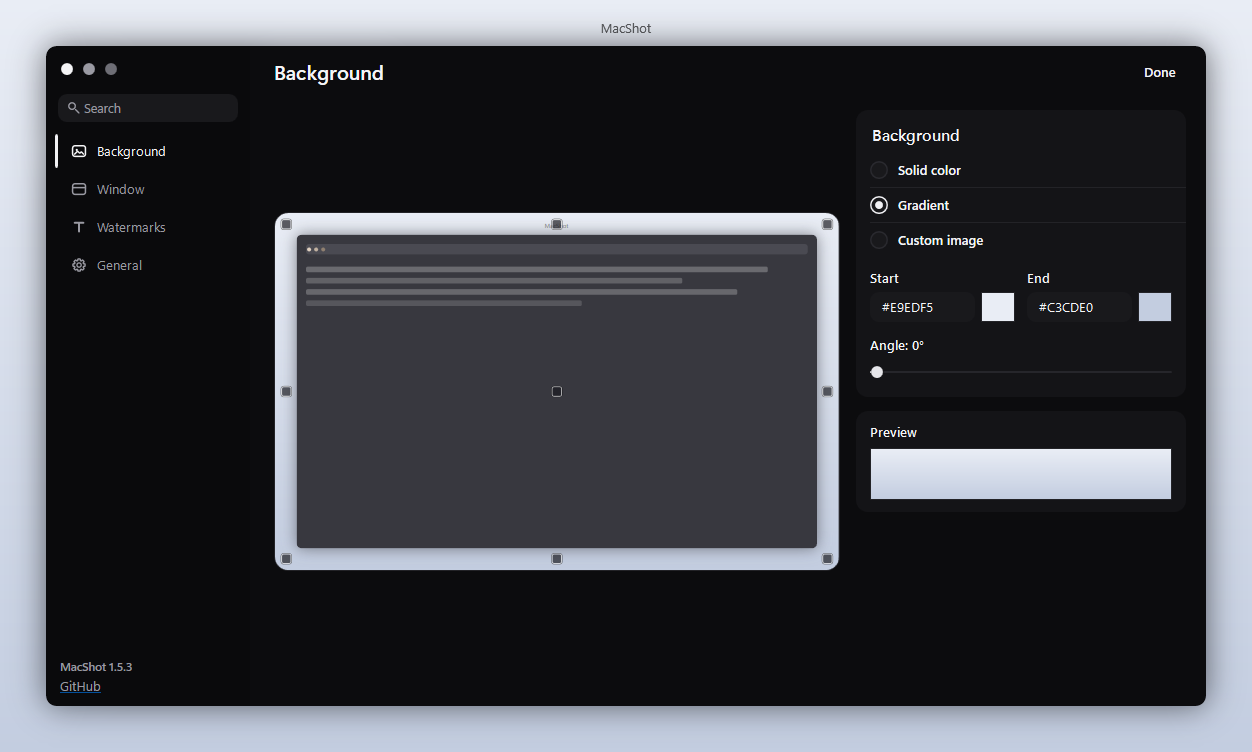 MacShot
Background
Done
Search
Background
Window
Watermarks
General
MacShot 1.5.3
GitHub
Background
Solid color
Gradient
Custom image
Start
End
#E9EDF5
#C3CDE0
Angle: 0°
Preview